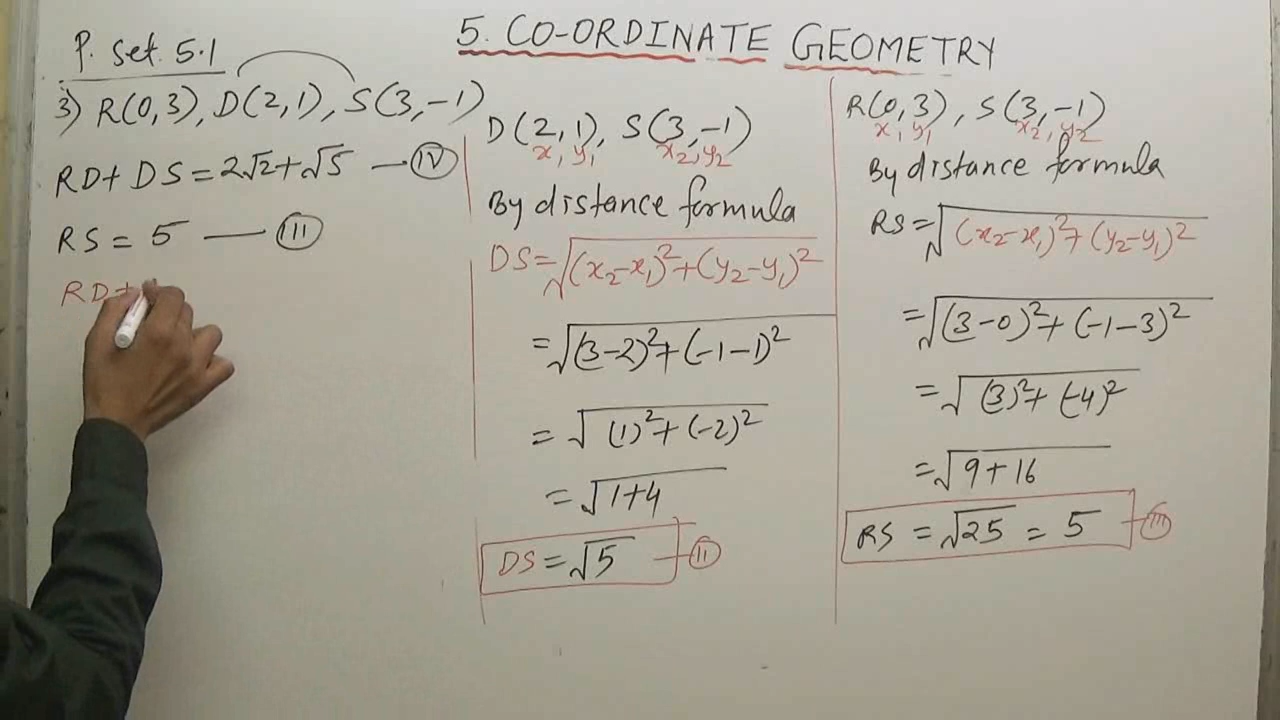 5. CO-ORDINATE GEOMETRY
P. Set. 5.1
3) R(0,3), D(2,1), S(3,-1)
RD+ DS = 2√2 + √5 — IV
RS = 5 — III
RD+
D(2,1), S(3,-1)
x₁ y₁ x₂, y₂
By distance formula
DS = √(x₂-x₁)² + (y₂-y₁)²
= √(3-2)² + (-1-1)²
= √(1)² + (-2)²
= √1+4
DS = √5 — II
R(0,3), S(3,-1)
x₁ y₁ x₂, y₂
By distance formula
RS = √(x₂-x₁)² + (y₂-y₁)²
= √(3-0)² + (-1-3)²
= √(3)² + (-4)²
= √9+16
RS = √25 = 5 — III